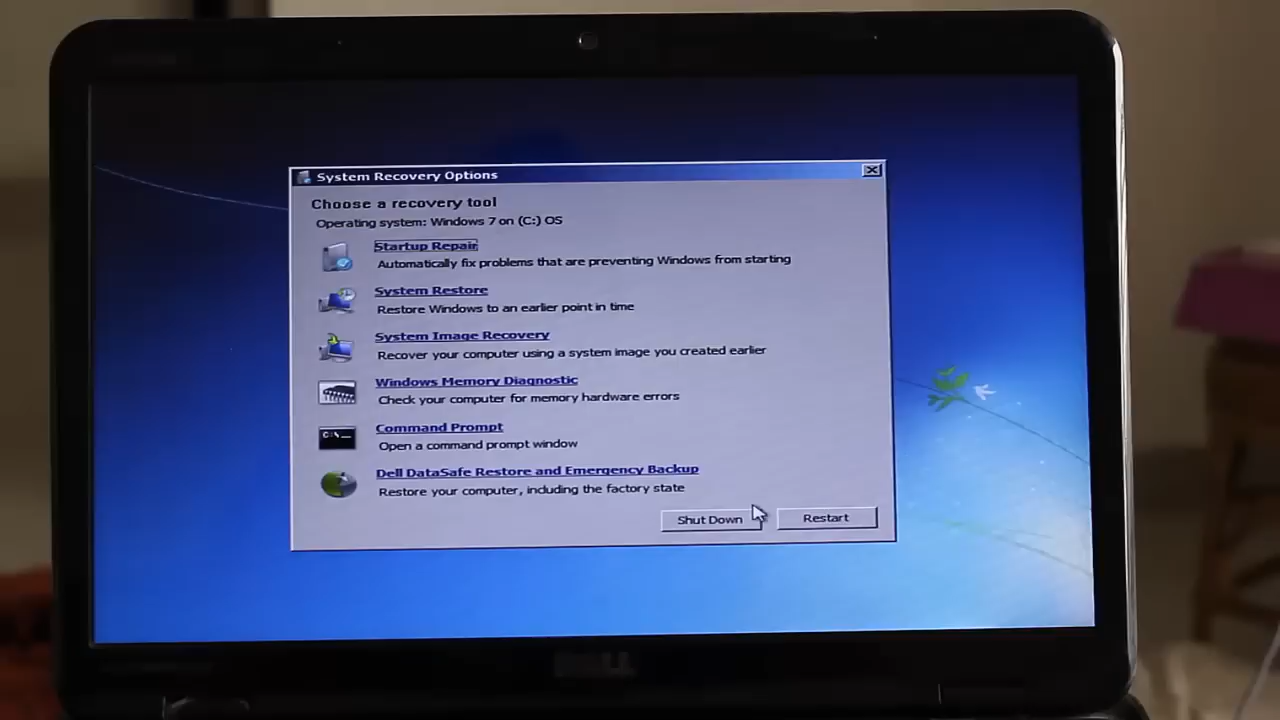 System Recovery Options
Choose a recovery tool
Operating system: Windows 7 on (C:) OS
Startup Repair
Automatically fix problems that are preventing Windows from starting
System Restore
Restore Windows to an earlier point in time
System Image Recovery
Recover your computer using a system image you created earlier
Windows Memory Diagnostic
Check your computer for memory hardware errors
C:\_
Command Prompt
Open a command prompt window
Dell DataSafe Restore and Emergency Backup
Restore your computer, including the factory state
Shut Down Restart
DELL